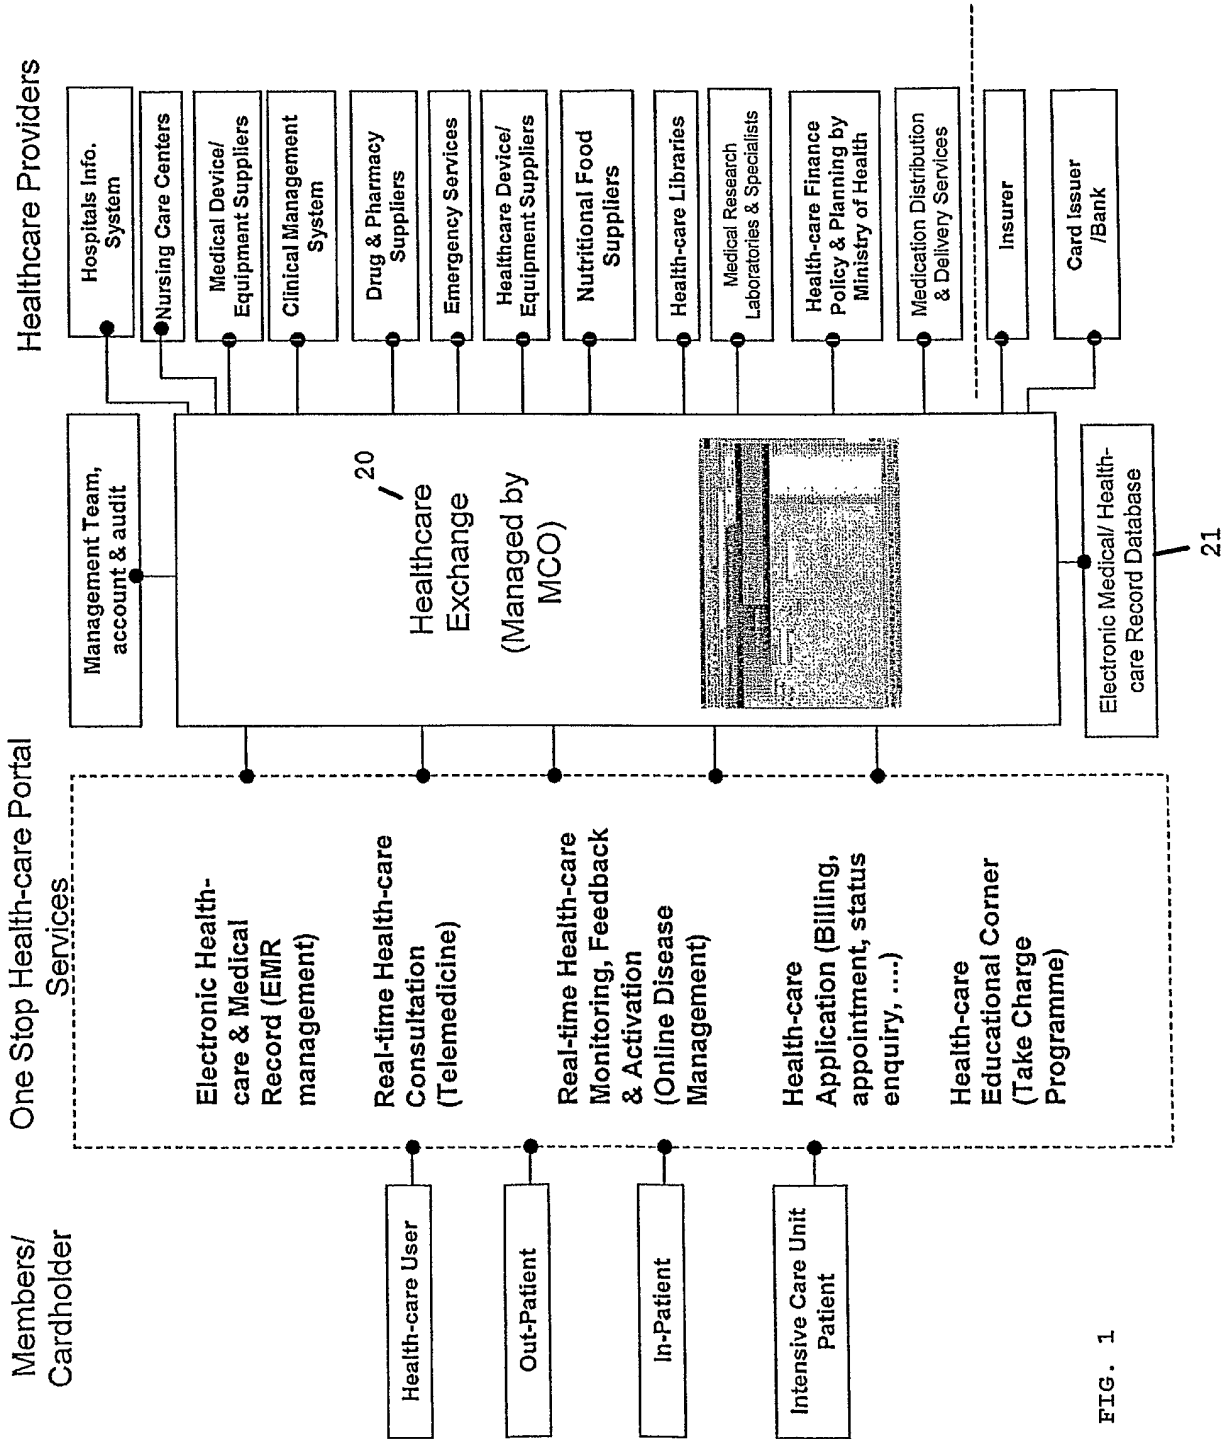 Members/
Cardholder
One Stop Health-care Portal
Services
Healthcare Providers
Health-care User
Out-Patient
In-Patient
Intensive Care Unit
Patient
Electronic Health-
care & Medical
Record (EMR
management)
Real-time Health-care
Consultation
(Telemedicine)
Real-time Health-care
Monitoring, Feedback
& Activation
(Online Disease
Management)
Health-care
Application (Billing,
appointment, status
enquiry, ....)
Health-care
Educational Corner
(Take Charge
Programme)
Management Team,
account & audit
20
Healthcare
Exchange
(Managed by
MCO)
Electronic Medical/ Health-
care Record Database
21
Hospitals Info.
System
Nursing Care Centers
Medical Device/
Equipment Suppliers
Clinical Management
System
Drug & Pharmacy
Suppliers
Emergency Services
Healthcare Device/
Equipment Suppliers
Nutritional Food
Suppliers
Health-care Libraries
Medical Research
Laboratories & Specialists
Health-care Finance
Policy & Planning by
Ministry of Health
Medication Distribution
& Delivery Services
Insurer
Card Issuer
/Bank
FIG. 1